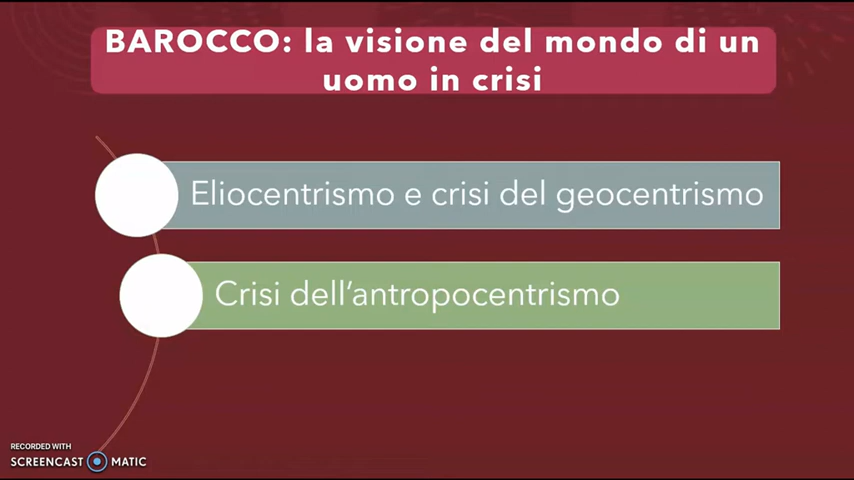 BAROCCO: la visione del mondo di un
uomo in crisi
Eliocentrismo e crisi del geocentrismo
Crisi dell'antropocentrismo
RECORDED WITH
SCREENCAST MATIC